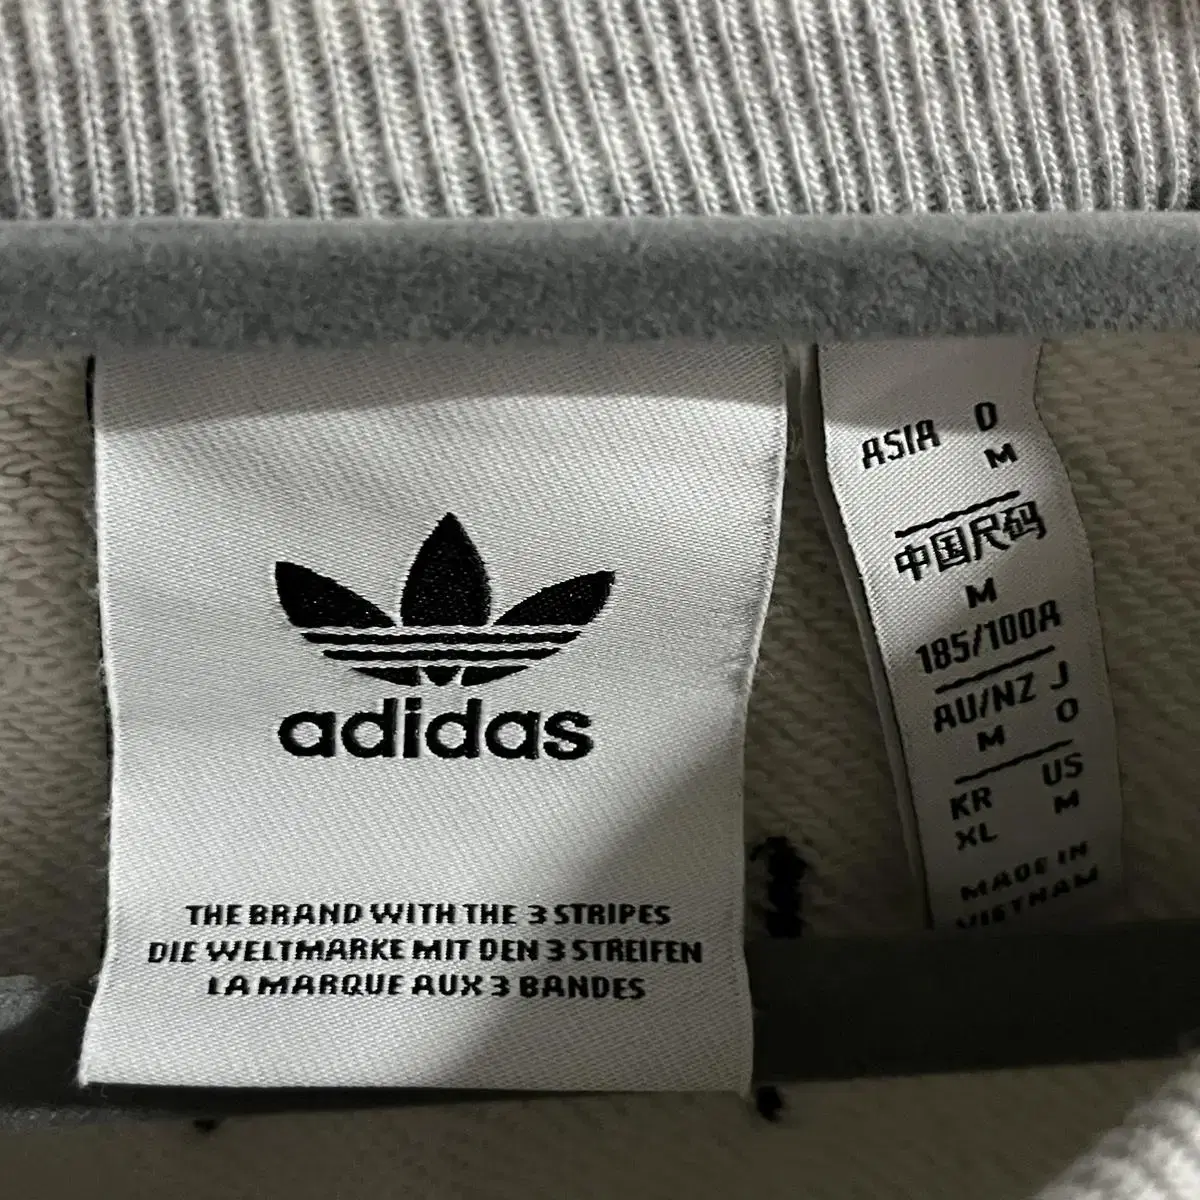 adidas
THE BRAND WITH THE 3 STRIPES
DIE WELTMARKE MIT DEN 3 STREIFEN
LA MARQUE AUX 3 BANDES
ASIA O
M
中国尺码
M
185/100A
AU/NZ J
M O
KR US
XL M
MADE IN
VIETNAM